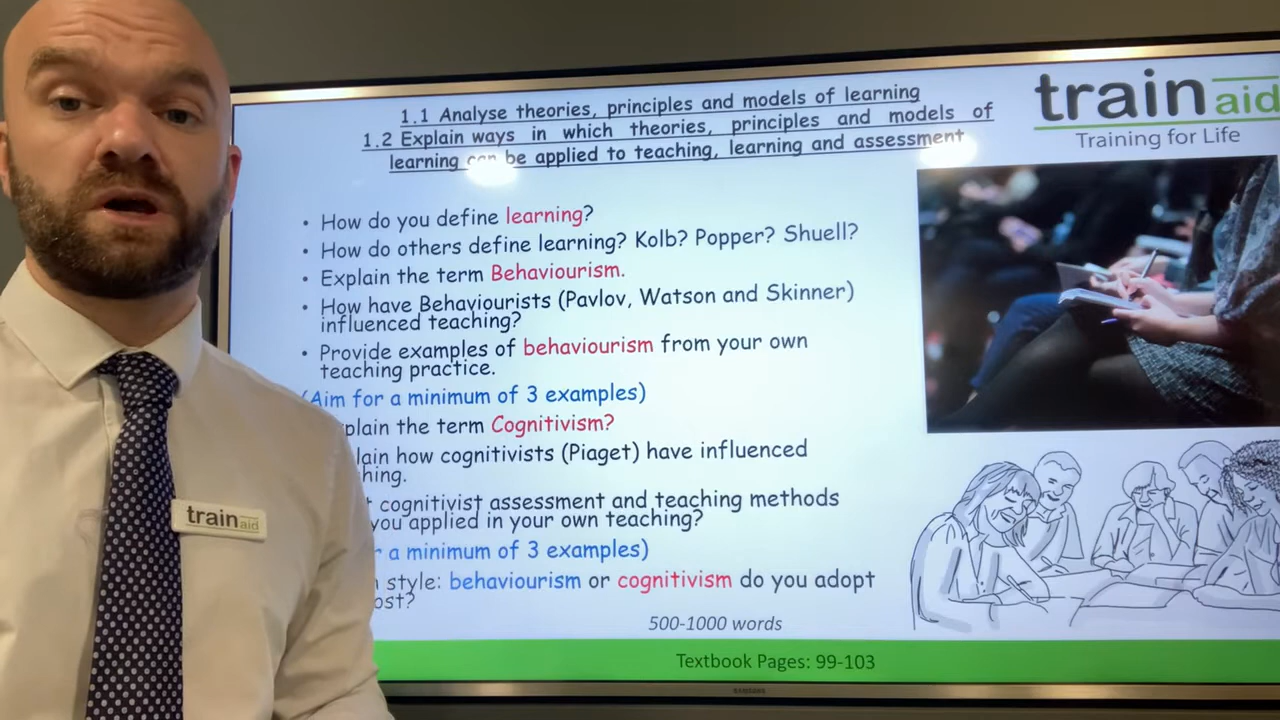 1.1 Analyse theories, principles and models of learning
1.2 Explain ways in which theories, principles and models of
learning can be applied to teaching, learning and assessment
train aid
Training for Life
• How do you define learning?
• How do others define learning? Kolb? Popper? Shuell?
• Explain the term Behaviourism.
• How have Behaviourists (Pavlov, Watson and Skinner)
influenced teaching?
• Provide examples of behaviourism from your own
teaching practice.
(Aim for a minimum of 3 examples)
plain the term Cognitivism?
lain how cognitivists (Piaget) have influenced
hing.
t cognitivist assessment and teaching methods
you applied in your own teaching?
r a minimum of 3 examples)
style: behaviourism or cognitivism do you adopt
ost?
500-1000 words
Textbook Pages: 99-103
train aid
SAMSUNG